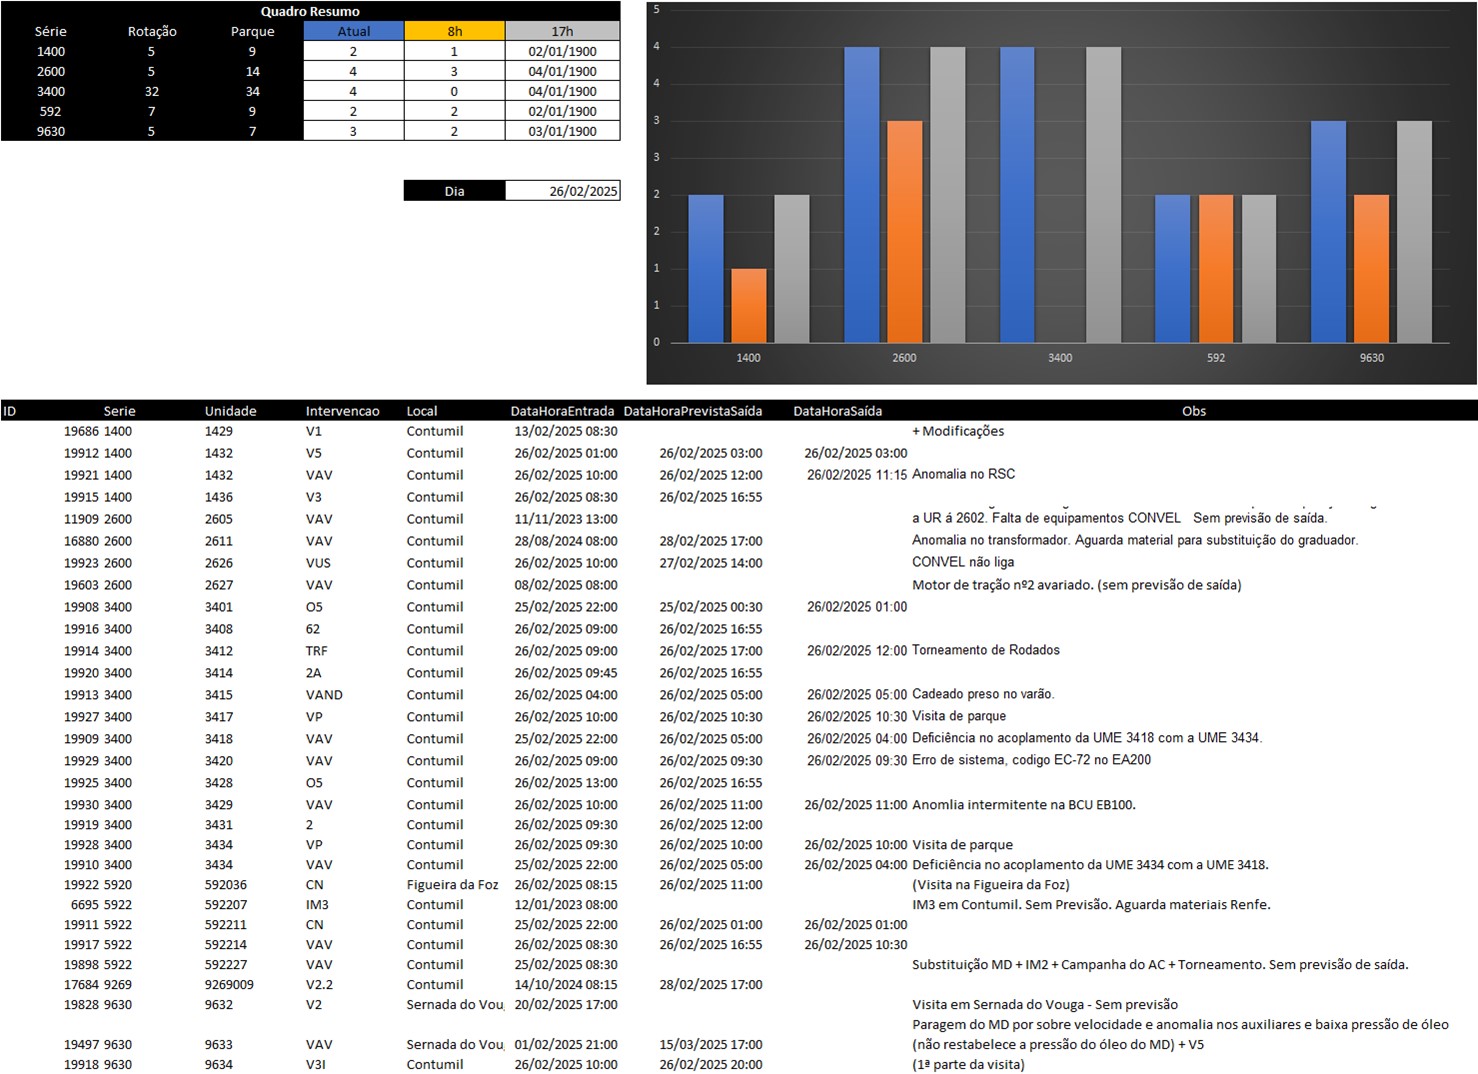 Quadro Resumo
Série Rotação Parque Atual 8h 17h
1400 5 9 2 1 02/01/1900
2600 5 14 4 3 04/01/1900
3400 32 34 4 0 04/01/1900
592 7 9 2 2 02/01/1900
9630 5 7 3 2 03/01/1900
Dia 26/02/2025
5
4
4
3
3
2
2
1
1
0
1400 2600 3400 592 9630
ID Serie Unidade Intervencao Local DataHoraEntrada DataHoraPrevistaSaída DataHoraSaída Obs
19686 1400 1429 V1 Contumil 13/02/2025 08:30 + Modificações
19912 1400 1432 V5 Contumil 26/02/2025 01:00 26/02/2025 03:00 26/02/2025 03:00
19921 1400 1432 VAV Contumil 26/02/2025 10:00 26/02/2025 12:00 26/02/2025 11:15 Anomalia no RSC
19915 1400 1436 V3 Contumil 26/02/2025 08:30 26/02/2025 16:55
11909 2600 2605 VAV Contumil 11/11/2023 13:00 a UR á 2602. Falta de equipamentos CONVEL Sem previsão de saída.
16880 2600 2611 VAV Contumil 28/08/2024 08:00 28/02/2025 17:00 Anomalia no transformador. Aguarda material para substituição do graduador.
19923 2600 2626 VUS Contumil 26/02/2025 10:00 27/02/2025 14:00 CONVEL não liga
19603 2600 2627 VAV Contumil 08/02/2025 08:00 Motor de tração nº2 avariado. (sem previsão de saída)
19908 3400 3401 O5 Contumil 25/02/2025 22:00 25/02/2025 00:30 26/02/2025 01:00
19916 3400 3408 62 Contumil 26/02/2025 09:00 26/02/2025 16:55
19914 3400 3412 TRF Contumil 26/02/2025 09:00 26/02/2025 17:00 26/02/2025 12:00 Torneamento de Rodados
19920 3400 3414 2A Contumil 26/02/2025 09:45 26/02/2025 16:55
19913 3400 3415 VAND Contumil 26/02/2025 04:00 26/02/2025 05:00 26/02/2025 05:00 Cadeado preso no varão.
19927 3400 3417 VP Contumil 26/02/2025 10:00 26/02/2025 10:30 26/02/2025 10:30 Visita de parque
19909 3400 3418 VAV Contumil 25/02/2025 22:00 26/02/2025 05:00 26/02/2025 04:00 Deficiência no acoplamento da UME 3418 com a UME 3434.
19929 3400 3420 VAV Contumil 26/02/2025 09:00 26/02/2025 09:30 26/02/2025 09:30 Erro de sistema, codigo EC-72 no EA200
19925 3400 3428 O5 Contumil 26/02/2025 13:00 26/02/2025 16:55
19930 3400 3429 VAV Contumil 26/02/2025 10:00 26/02/2025 11:00 26/02/2025 11:00 Anomlia intermitente na BCU EB100.
19919 3400 3431 2 Contumil 26/02/2025 09:30 26/02/2025 12:00
19928 3400 3434 VP Contumil 26/02/2025 09:30 26/02/2025 10:00 26/02/2025 10:00 Visita de parque
19910 3400 3434 VAV Contumil 25/02/2025 22:00 26/02/2025 05:00 26/02/2025 04:00 Deficiência no acoplamento da UME 3434 com a UME 3418.
19922 5920 592036 CN Figueira da Foz 26/02/2025 08:15 26/02/2025 11:00 (Visita na Figueira da Foz)
6695 5922 592207 IM3 Contumil 12/01/2023 08:00 IM3 em Contumil. Sem Previsão. Aguarda materiais Renfe.
19911 5922 592211 CN Contumil 25/02/2025 22:00 26/02/2025 01:00 26/02/2025 01:00
19917 5922 592214 VAV Contumil 26/02/2025 08:30 26/02/2025 16:55 26/02/2025 10:30
19898 5922 592227 VAV Contumil 25/02/2025 08:30 Substituição MD + IM2 + Campanha do AC + Torneamento. Sem previsão de saída.
17684 9269 9269009 V2.2 Contumil 14/10/2024 08:15 28/02/2025 17:00
19828 9630 9632 V2 Sernada do Voug 20/02/2025 17:00 Visita em Sernada do Vouga - Sem previsão
Paragem do MD por sobre velocidade e anomalia nos auxiliares e baixa pressão de óleo
19497 9630 9633 VAV Sernada do Voug 01/02/2025 21:00 15/03/2025 17:00 (não restabelece a pressão do óleo do MD) + V5
19918 9630 9634 V3I Contumil 26/02/2025 10:00 26/02/2025 20:00 (1ª parte da visita)